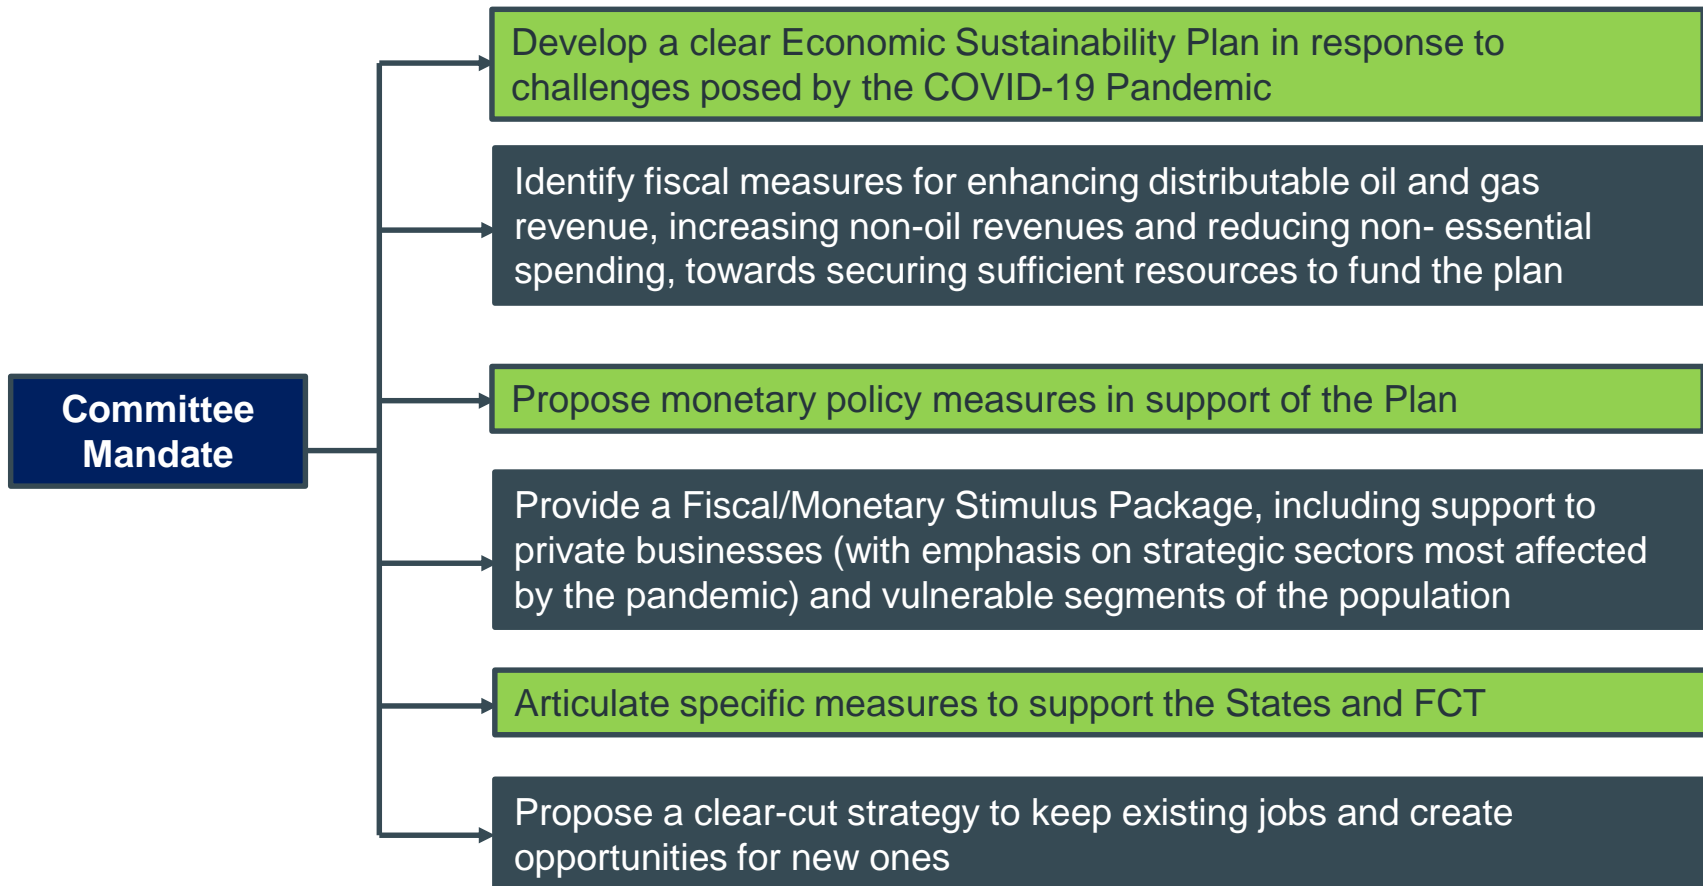 Develop a clear Economic Sustainability Plan in response to
challenges posed by the COVID-19 Pandemic
Identify fiscal measures for enhancing distributable oil and gas
revenue, increasing non-oil revenues and reducing non- essential
spending, towards securing sufficient resources to fund the plan
Committee
Mandate
Propose monetary policy measures in support of the Plan
Provide a Fiscal/Monetary Stimulus Package, including support to
private businesses (with emphasis on strategic sectors most affected
by the pandemic) and vulnerable segments of the population
Articulate specific measures to support the States and FCT
Propose a clear-cut strategy to keep existing jobs and create
opportunities for new ones